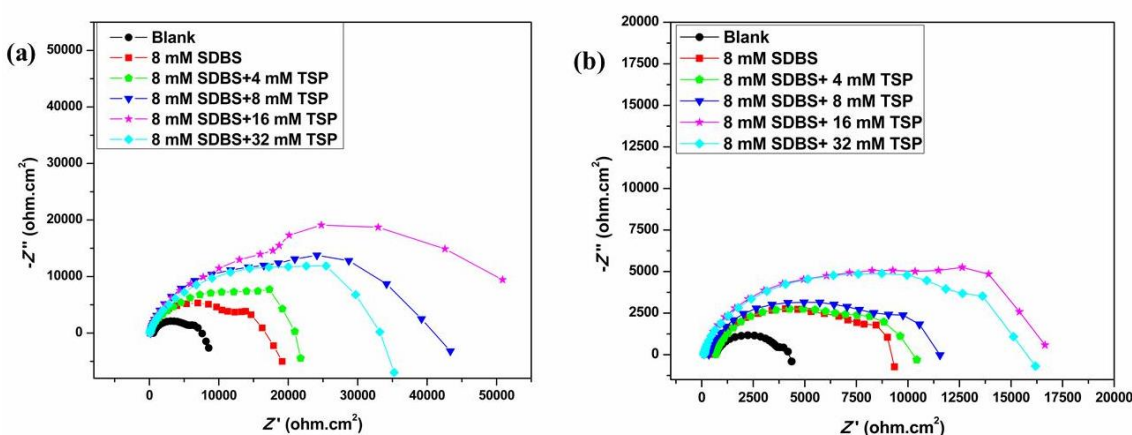 (a)
Blank
8 mM SDBS
8 mM SDBS+4 mM TSP
8 mM SDBS+8 mM TSP
8 mM SDBS+16 mM TSP
8 mM SDBS+32 mM TSP
50000
40000
30000
20000
10000
0
-Z'' (ohm.cm²)
0
10000
20000
30000
40000
50000
Z' (ohm.cm²)
(b)
Blank
8 mM SDBS
8 mM SDBS+ 4 mM TSP
8 mM SDBS+ 8 mM TSP
8 mM SDBS+ 16 mM TSP
8 mM SDBS+ 32 mM TSP
20000
17500
15000
12500
10000
7500
5000
2500
0
-Z'' (ohm.cm²)
0
2500
5000
7500
10000
12500
15000
17500
20000
Z' (ohm.cm²)